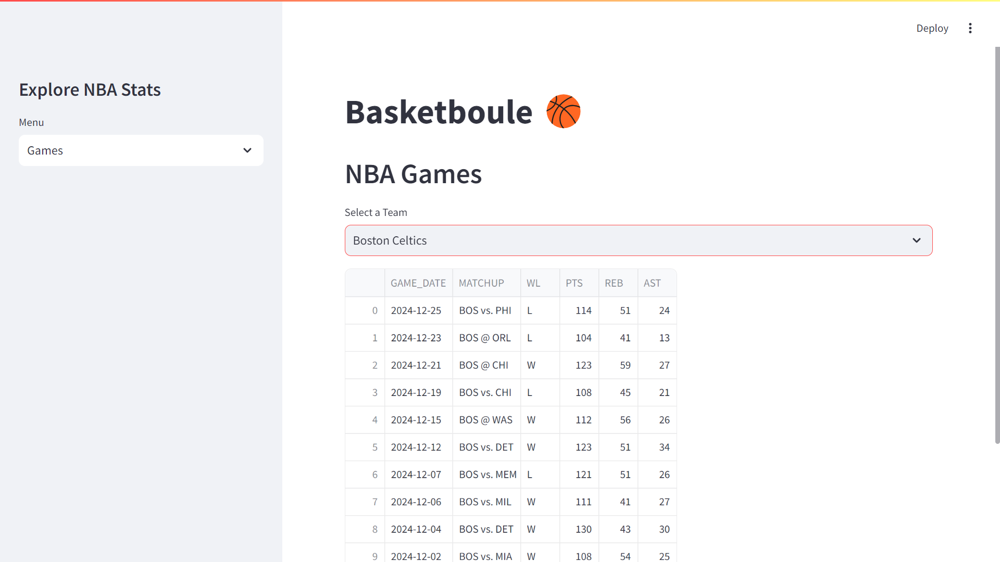 Deploy
Explore NBA Stats
Menu
Games
Basketboule
NBA Games
Select a Team
Boston Celtics
GAME_DATE MATCHUP WL PTS REB AST
0 2024-12-25 BOS vs. PHI L 114 51 24
1 2024-12-23 BOS @ ORL L 104 41 13
2 2024-12-21 BOS @ CHI W 123 59 27
3 2024-12-19 BOS vs. CHI L 108 45 21
4 2024-12-15 BOS @ WAS W 112 56 26
5 2024-12-12 BOS vs. DET W 123 51 34
6 2024-12-07 BOS vs. MEM L 121 51 26
7 2024-12-06 BOS vs. MIL W 111 41 27
8 2024-12-04 BOS vs. DET W 130 43 30
9 2024-12-02 BOS vs. MIA W 108 54 25